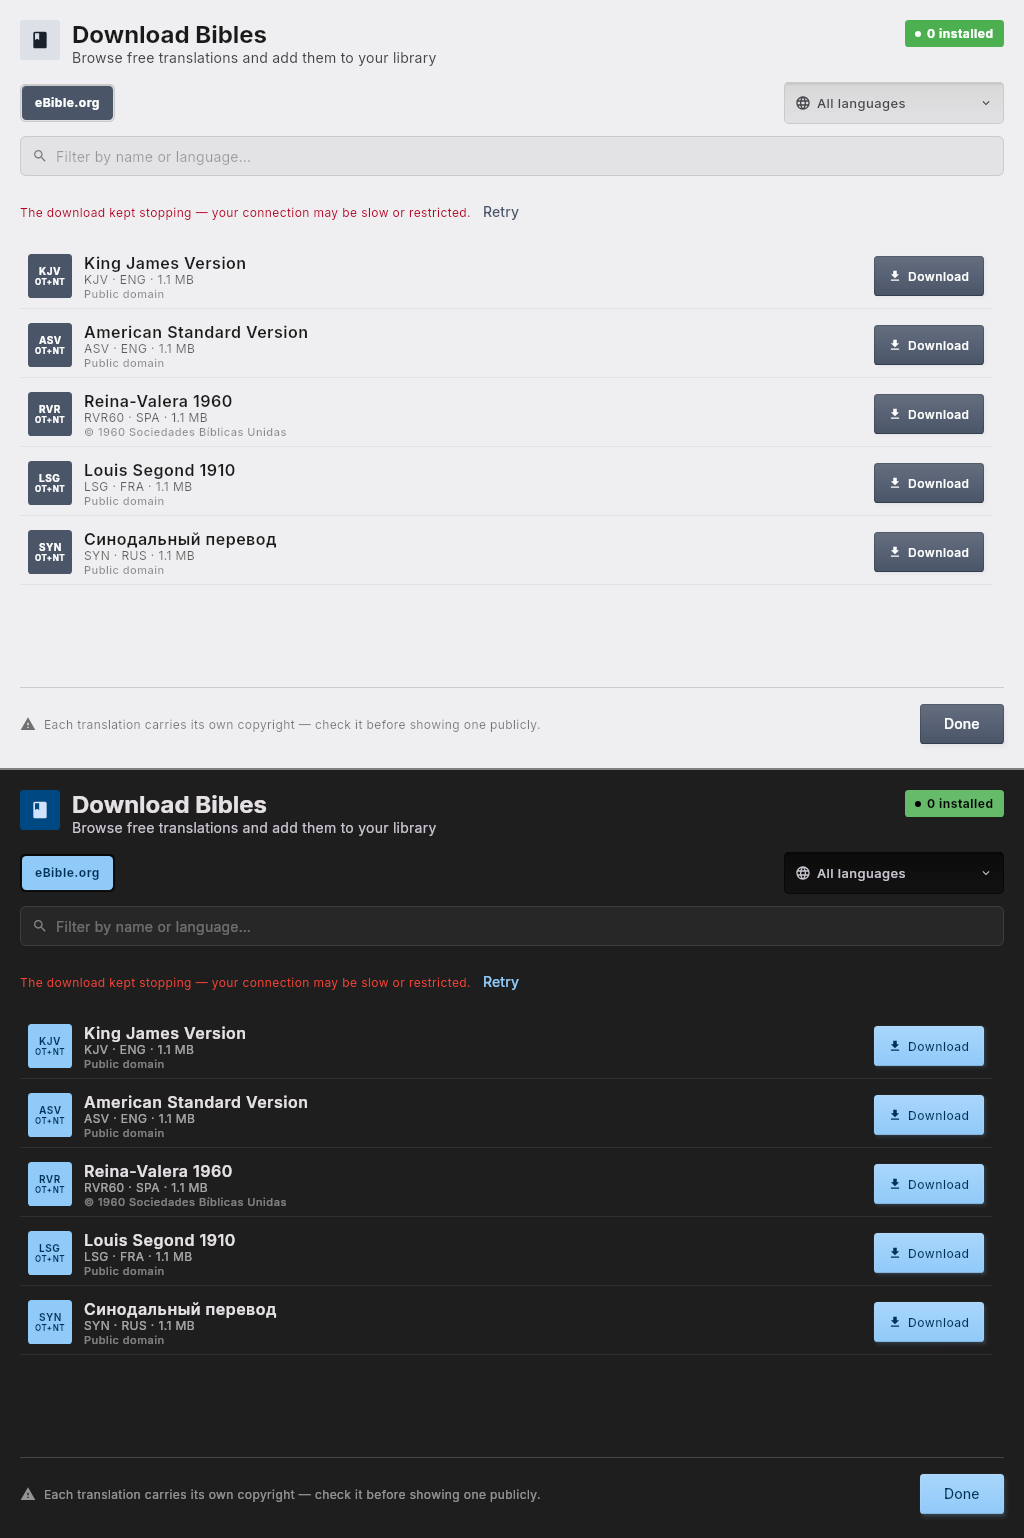 Download Bibles
0 installed
Browse free translations and add them to your library
eBible.org
All languages
Filter by name or language...
The download kept stopping — your connection may be slow or restricted. Retry
KJV
OT+NT
King James Version
KJV · ENG · 1.1 MB
Public domain
Download
ASV
OT+NT
American Standard Version
ASV · ENG · 1.1 MB
Public domain
Download
RVR
OT+NT
Reina-Valera 1960
RVR60 · SPA · 1.1 MB
© 1960 Sociedades Bíblicas Unidas
Download
LSG
OT+NT
Louis Segond 1910
LSG · FRA · 1.1 MB
Public domain
Download
SYN
OT+NT
Синодальный перевод
SYN · RUS · 1.1 MB
Public domain
Download
Each translation carries its own copyright — check it before showing one publicly.
Done
Download Bibles
0 installed
Browse free translations and add them to your library
eBible.org
All languages
Filter by name or language...
The download kept stopping — your connection may be slow or restricted. Retry
KJV
OT+NT
King James Version
KJV · ENG · 1.1 MB
Public domain
Download
ASV
OT+NT
American Standard Version
ASV · ENG · 1.1 MB
Public domain
Download
RVR
OT+NT
Reina-Valera 1960
RVR60 · SPA · 1.1 MB
© 1960 Sociedades Bíblicas Unidas
Download
LSG
OT+NT
Louis Segond 1910
LSG · FRA · 1.1 MB
Public domain
Download
SYN
OT+NT
Синодальный перевод
SYN · RUS · 1.1 MB
Public domain
Download
Each translation carries its own copyright — check it before showing one publicly.
Done